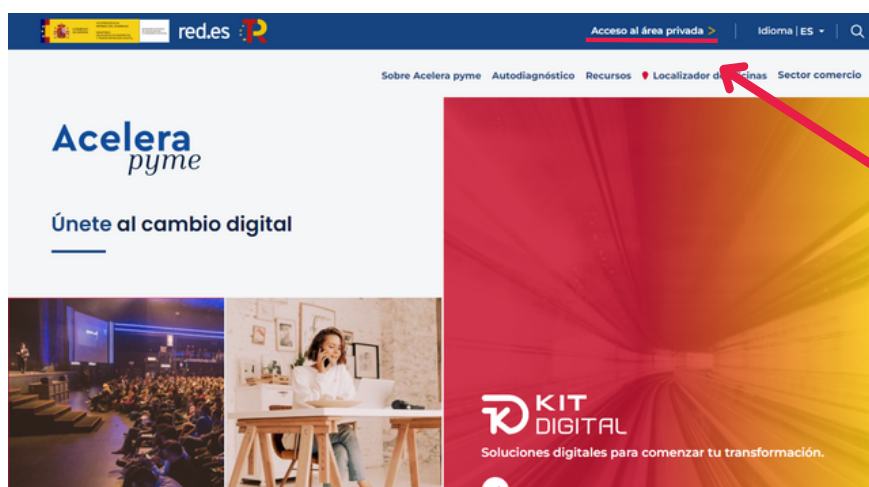 red.es
Acceso al área privada >
Idioma | ES
Sobre Acelera pyme Autodiagnóstico Recursos Localizador de cinas Sector comercio
Acelera
pyme
Únete al cambio digital
KIT
DIGITAL
Soluciones digitales para comenzar tu transformación.